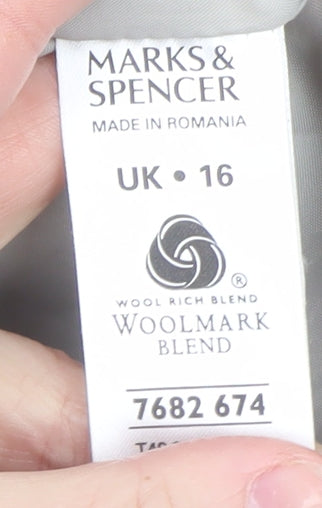 MARKS &
SPENCER
MADE IN ROMANIA
UK • 16
®
WOOL RICH BLEND
WOOLMARK
BLEND
7682 674